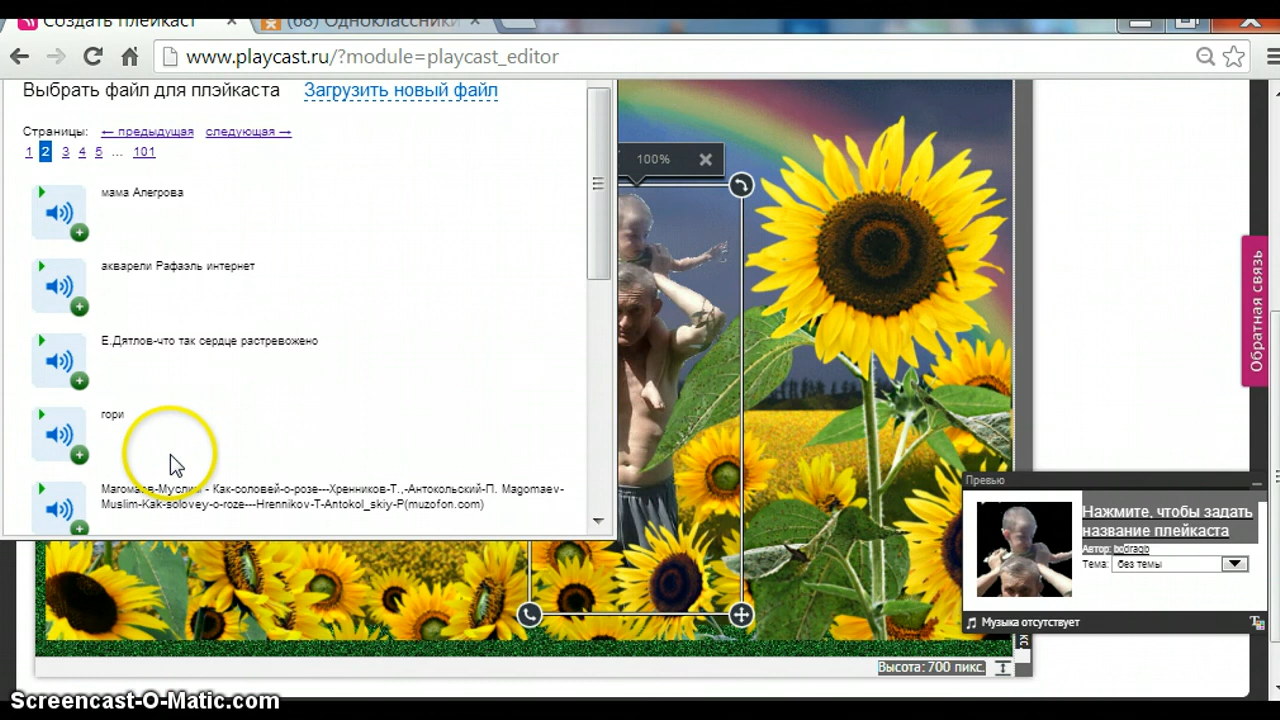 Создать плейкаст
(68) Одноклассники
www.playcast.ru/?module=playcast_editor
Выбрать файл для плэйкаста Загрузить новый файл
Страницы: ← предыдущая следующая →
1 2 3 4 5 ... 101
100%
мама Алегрова
акварели Рафаэль интернет
Е.Дятлов-что так сердце растревожено
гори
Магомаев-Муслим - Как-соловей-о-розе---Хренников-Т.,-Антокольский-П. Magomaev-
Muslim-Kak-solovey-o-roze---Hrennikov-T-Antokol_skiy-P(muzofon.com)
Обратная связь
Превью
Нажмите, чтобы задать
название плейкаста
Автор: bodragb
Тема: без темы
Музыка отсутствует
Высота: 700 пикс.
Screencast-O-Matic.com